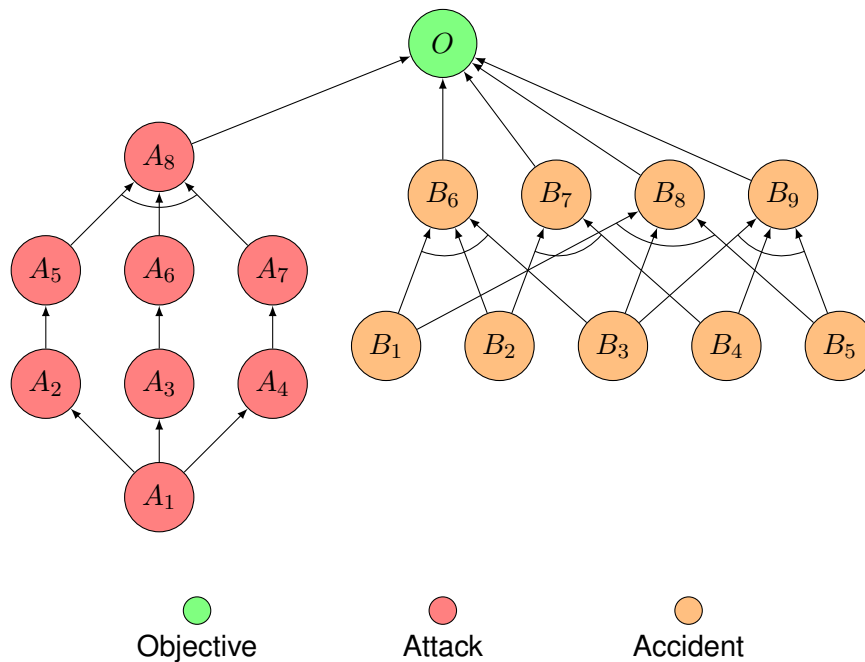 O
A8
B6 B7 B8 B9
A5 A6 A7
B1 B2 B3 B4 B5
A2 A3 A4
A1
Objective Attack Accident